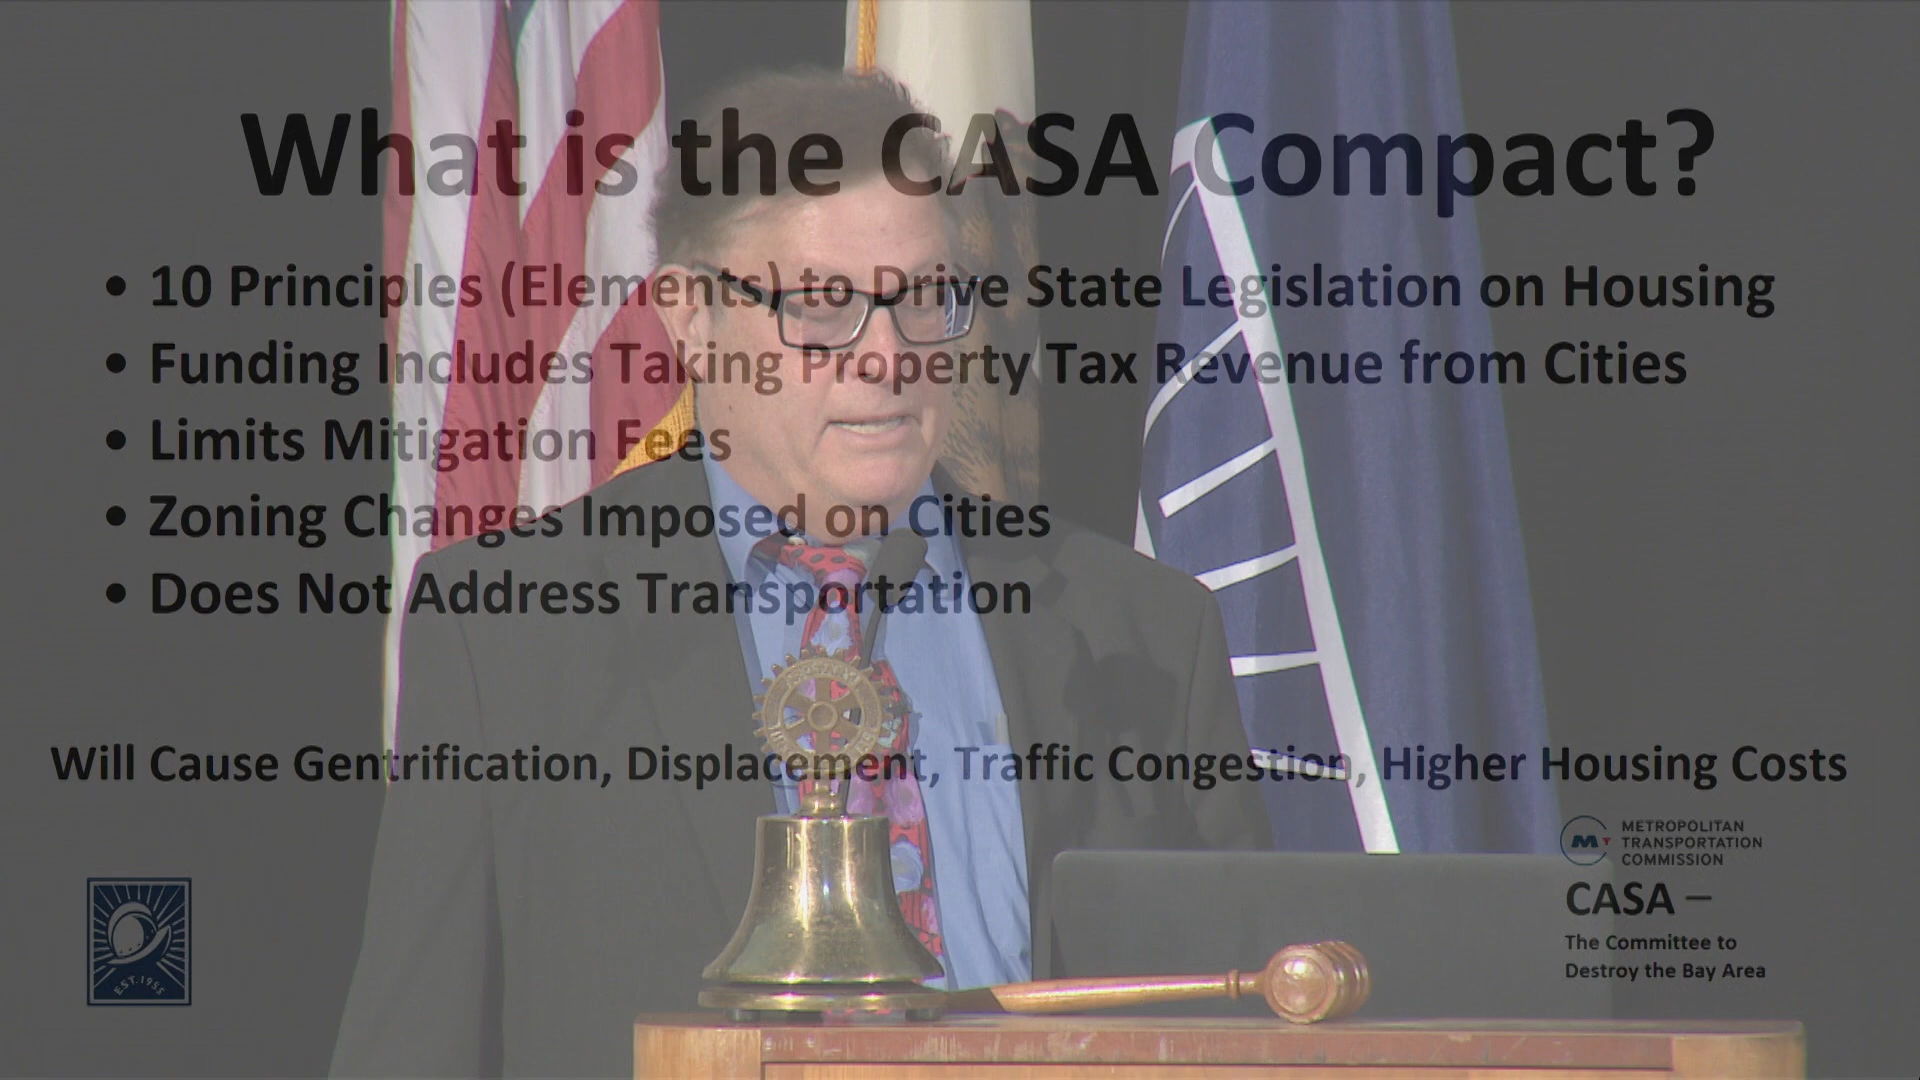 What is the CASA Compact?
• 10 Principles (Elements) to Drive State Legislation on Housing
• Funding Includes Taking Property Tax Revenue from Cities
• Limits Mitigation Fees
• Zoning Changes Imposed on Cities
• Does Not Address Transportation
Will Cause Gentrification, Displacement, Traffic Congestion, Higher Housing Costs
METROPOLITAN
TRANSPORTATION
COMMISSION
CASA –
The Committee to
Destroy the Bay Area
EST. 1955